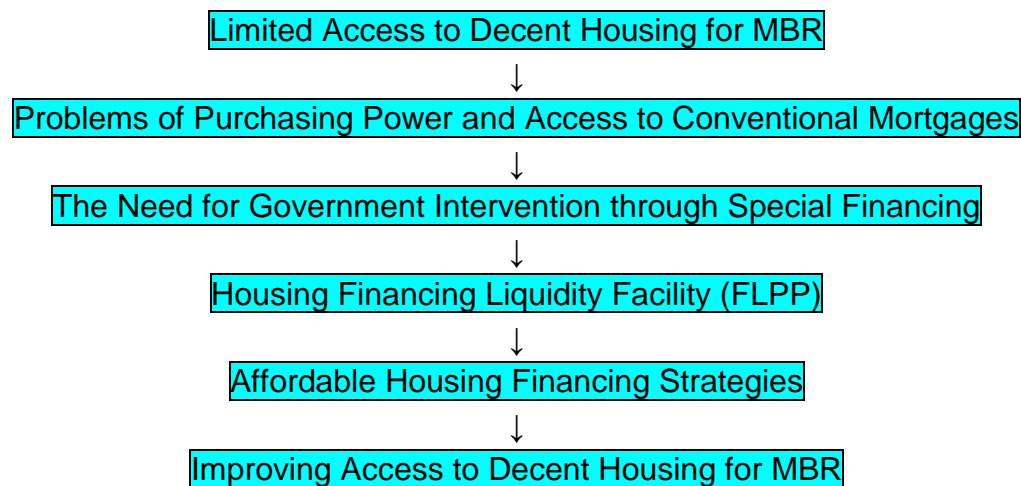 Limited Access to Decent Housing for MBR
↓
Problems of Purchasing Power and Access to Conventional Mortgages
↓
The Need for Government Intervention through Special Financing
↓
Housing Financing Liquidity Facility (FLPP)
↓
Affordable Housing Financing Strategies
↓
Improving Access to Decent Housing for MBR